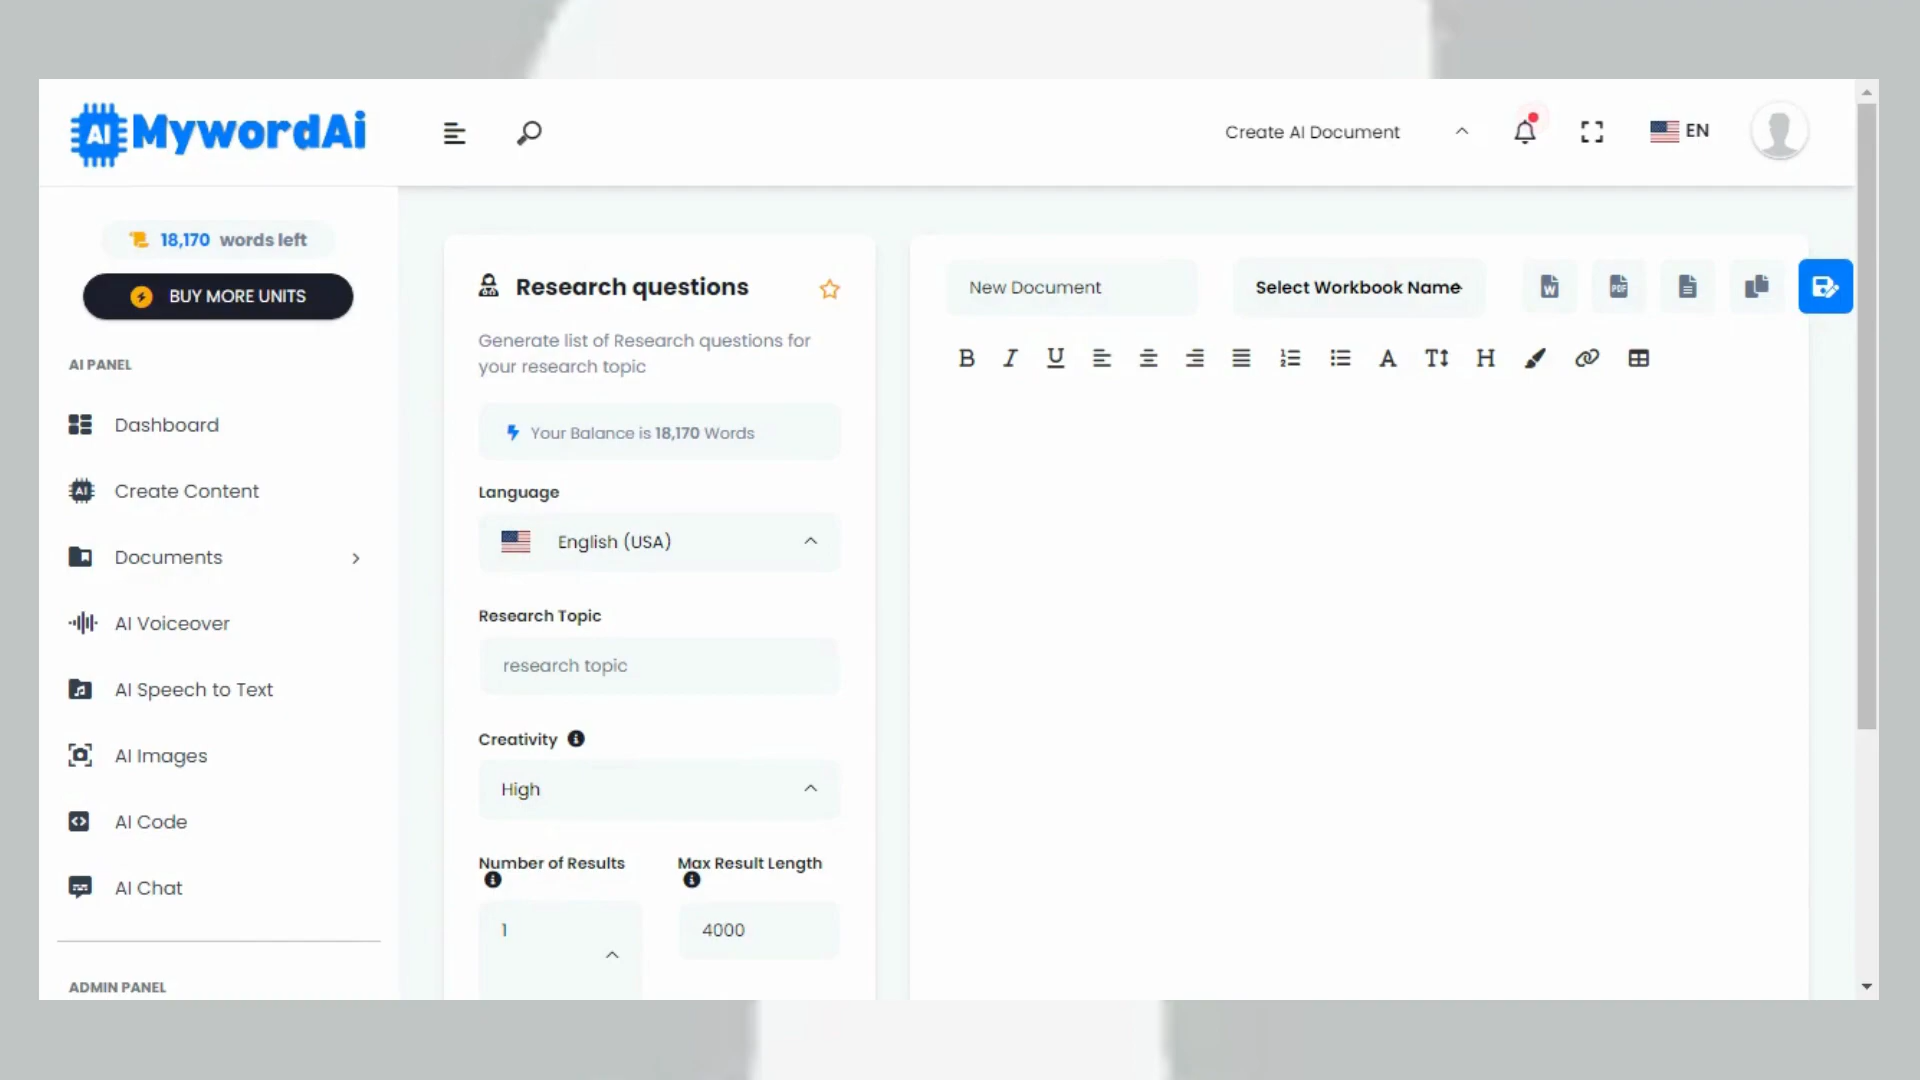 AI MywordAi
Create AI Document
EN
18,170 words left
BUY MORE UNITS
AI PANEL
Dashboard
AI Create Content
Documents
AI Voiceover
AI Speech to Text
AI Images
AI Code
AI Chat
ADMIN PANEL
Research questions
Generate list of Research questions for
your research topic
Your Balance is 18,170 Words
Language
English (USA)
Research Topic
research topic
Creativity
High
Number of Results
Max Result Length
1
4000
New Document
Select Workbook Name
W
PDF
B I U A T H